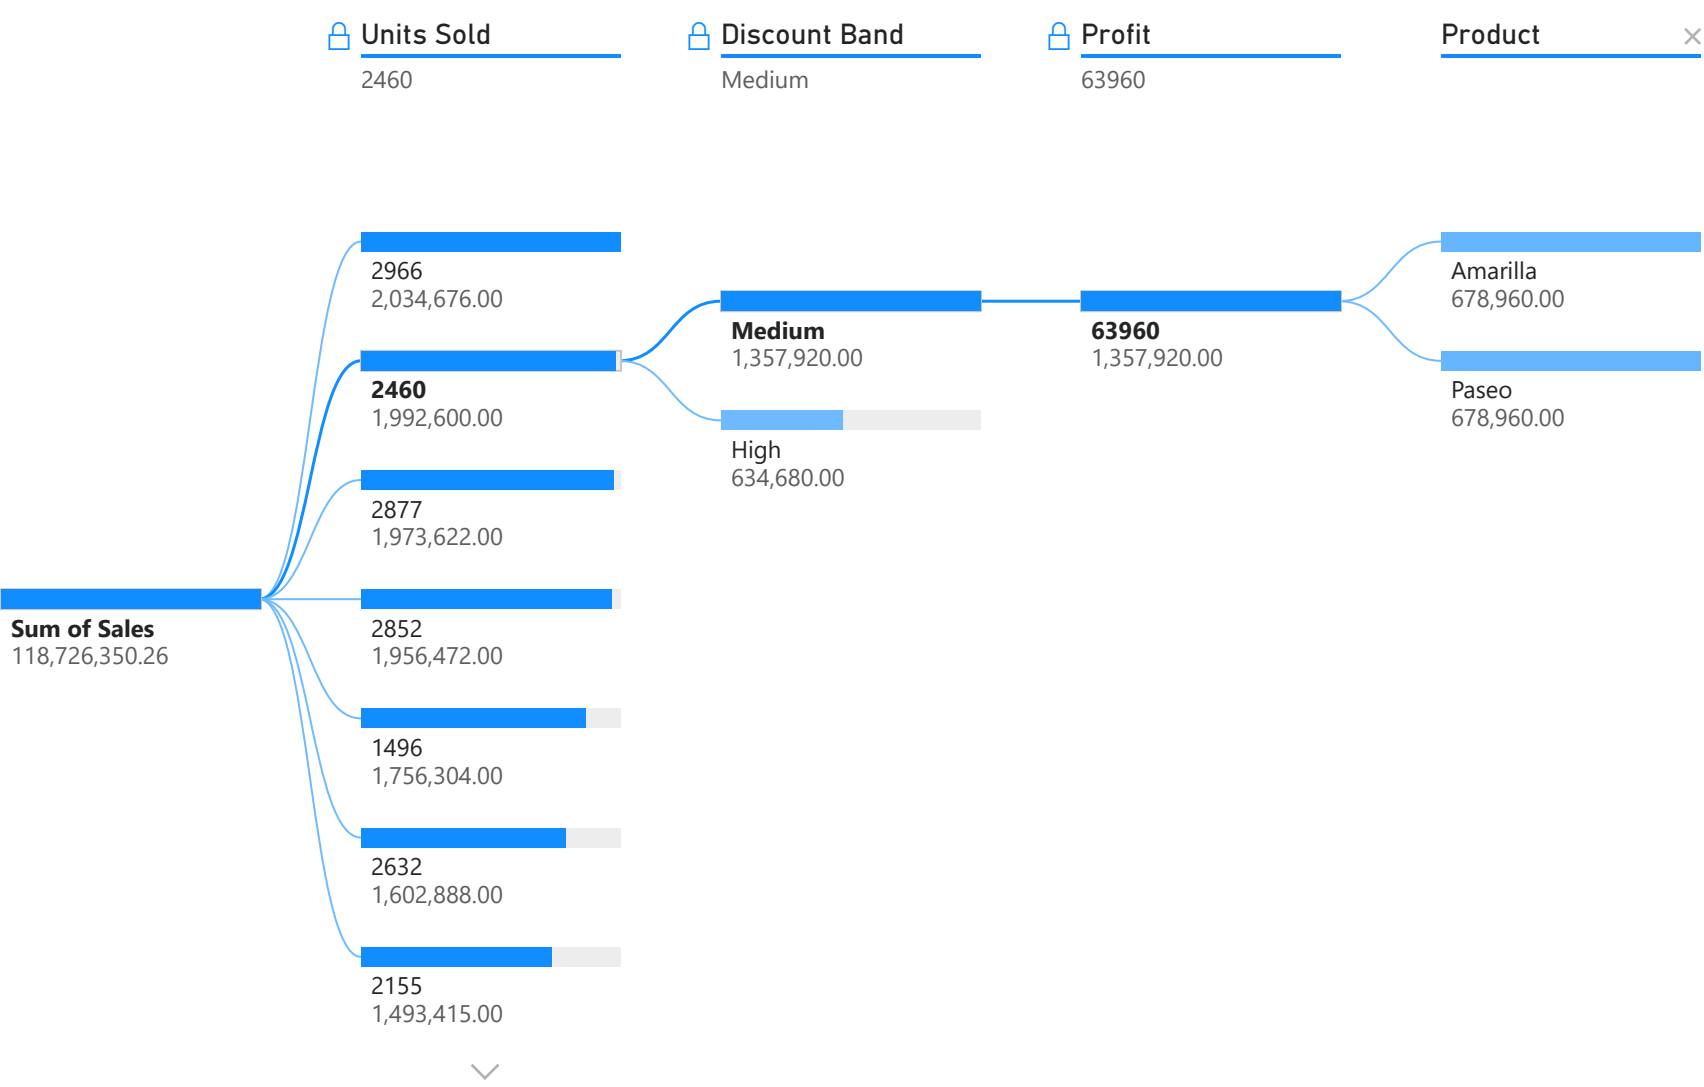 Units Sold
Discount Band
Profit
Product
2460
Medium
63960
2966
2,034,676.00
2460
1,992,600.00
2877
1,973,622.00
2852
1,956,472.00
1496
1,756,304.00
2632
1,602,888.00
2155
1,493,415.00
Sum of Sales
118,726,350.26
Medium
1,357,920.00
High
634,680.00
63960
1,357,920.00
Amarilla
678,960.00
Paseo
678,960.00